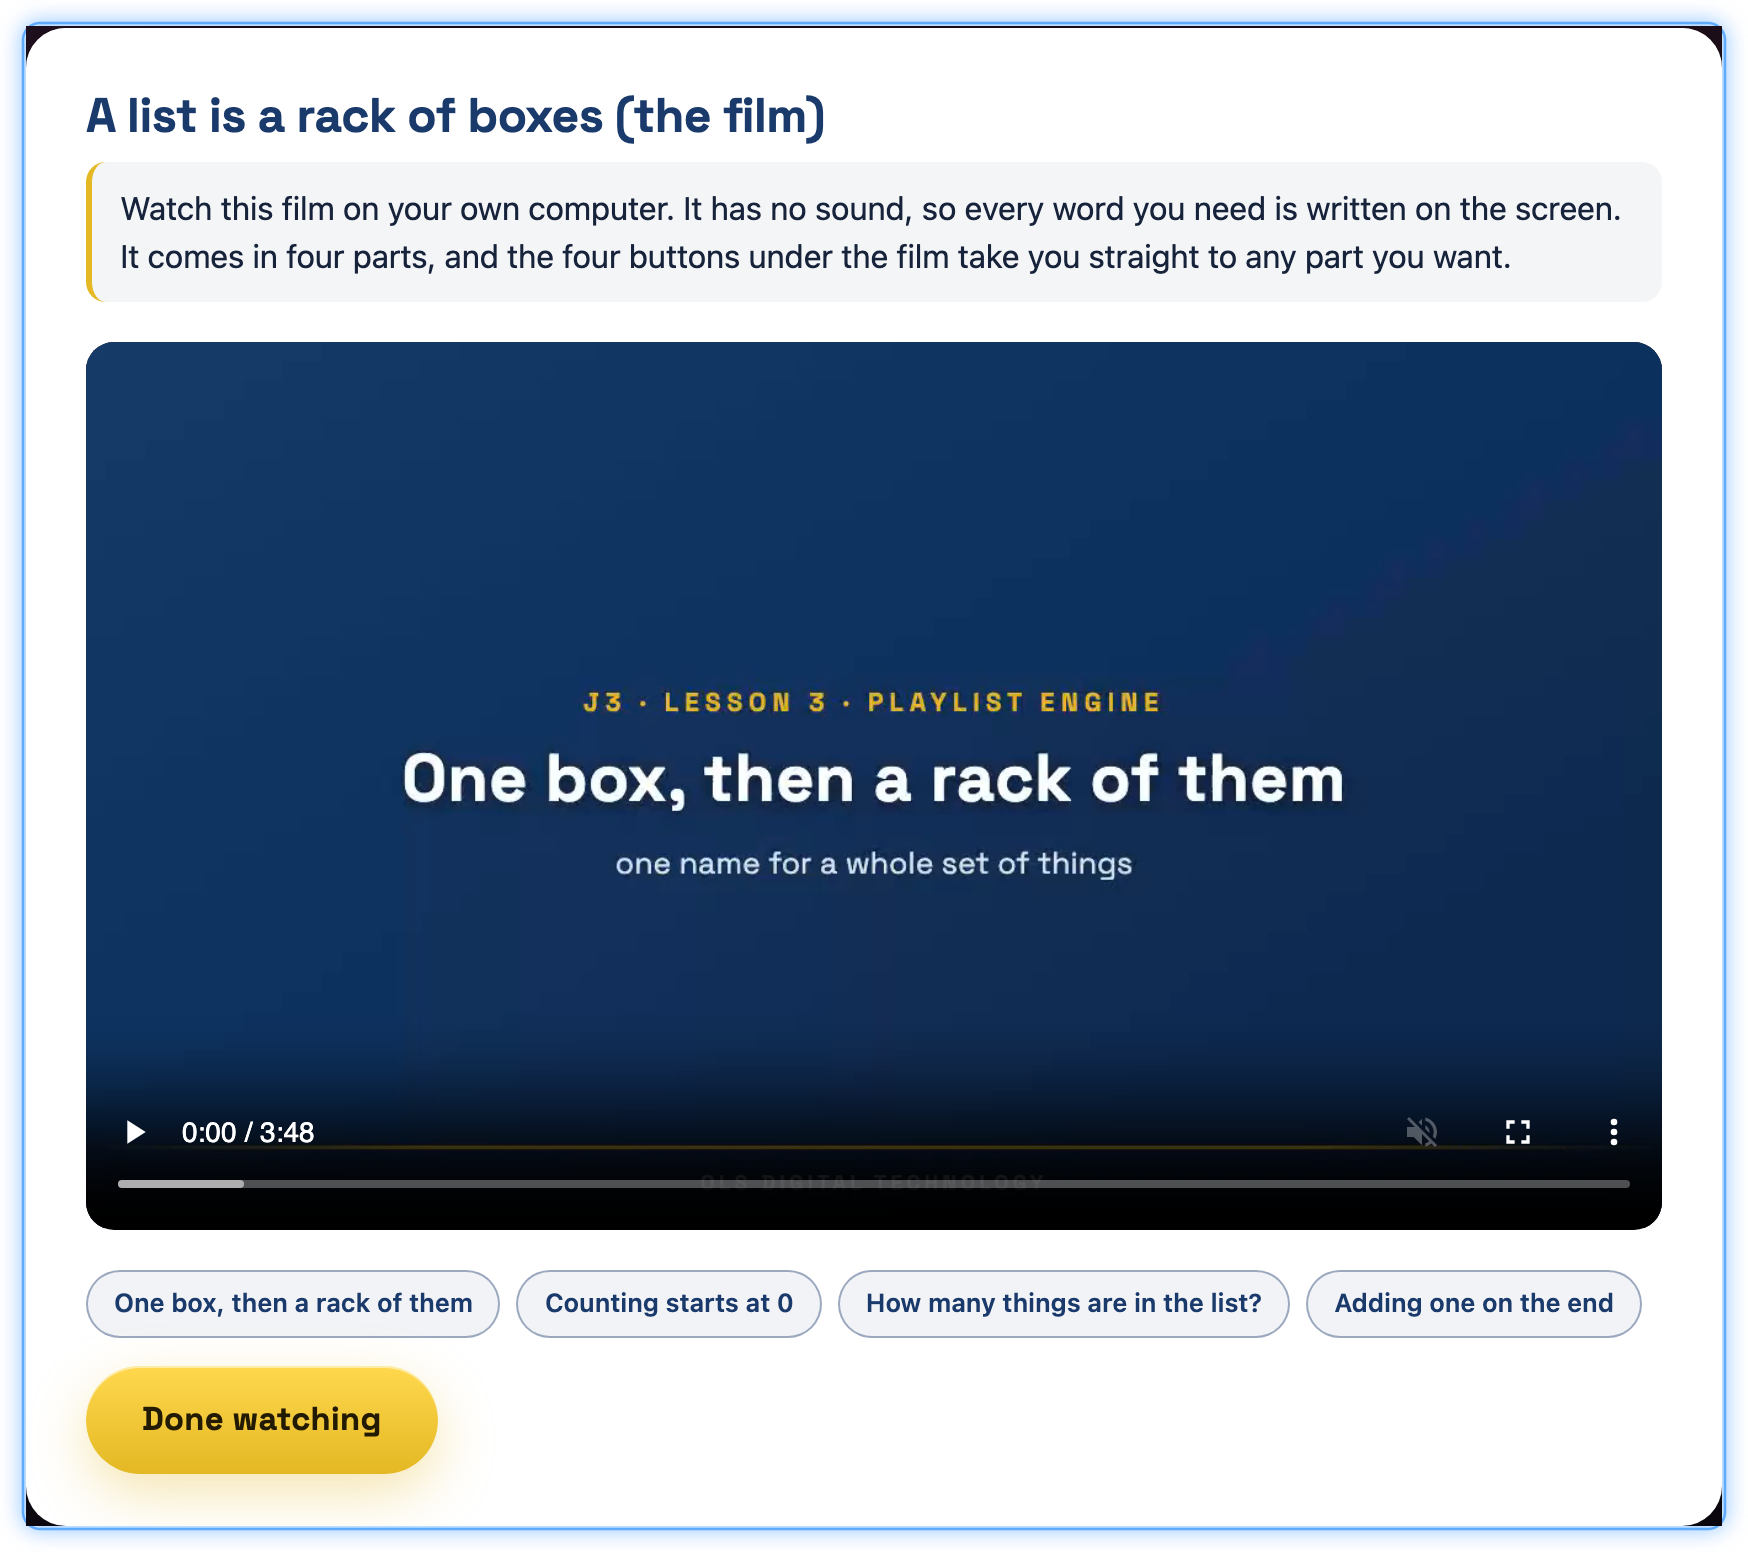 A list is a rack of boxes (the film)
Watch this film on your own computer. It has no sound, so every word you need is written on the screen.
It comes in four parts, and the four buttons under the film take you straight to any part you want.
J3 · LESSON 3 · PLAYLIST ENGINE
One box, then a rack of them
one name for a whole set of things
0:00 / 3:48
OLS DIGITAL TECHNOLOGY
One box, then a rack of them
Counting starts at 0
How many things are in the list?
Adding one on the end
Done watching